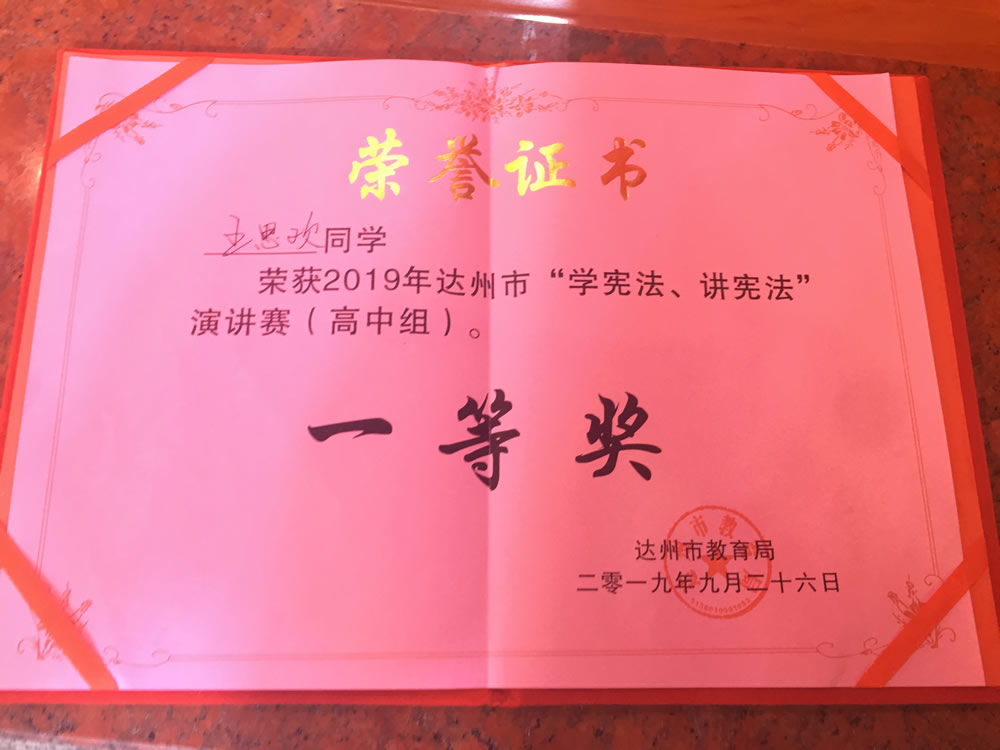 荣誉证书
王思欢同学
荣获2019年达州市“学宪法、讲宪法”
演讲赛（高中组）。
一等奖
达州市教育局
二零一九年九月二十六日